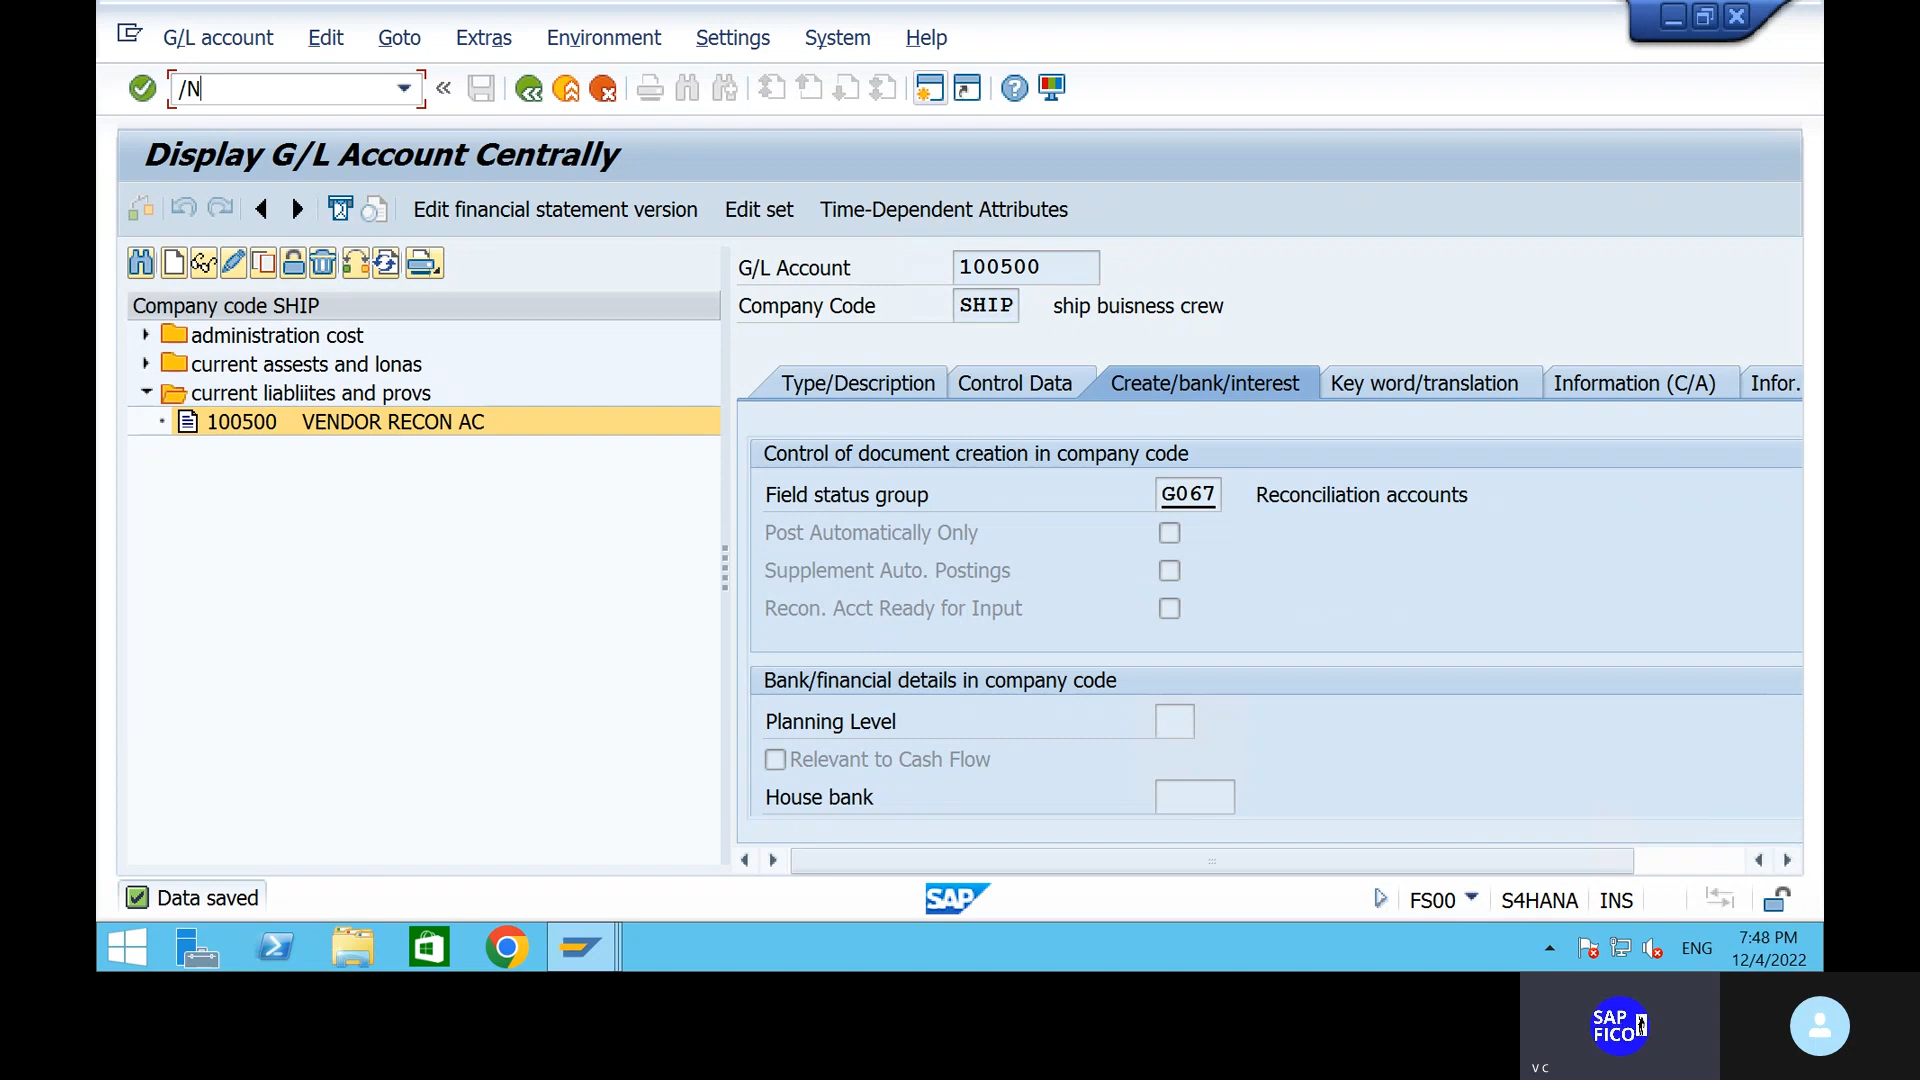 G/L account Edit Goto Extras Environment Settings System Help
/N
Display G/L Account Centrally
Edit financial statement version Edit set Time-Dependent Attributes
Company code SHIP
administration cost
current assests and lonas
current liabliites and provs
100500 VENDOR RECON AC
G/L Account 100500
Company Code SHIP ship buisness crew
Type/Description Control Data Create/bank/interest Key word/translation Information (C/A) Infor.
Control of document creation in company code
Field status group G067 Reconciliation accounts
Post Automatically Only
Supplement Auto. Postings
Recon. Acct Ready for Input
Bank/financial details in company code
Planning Level
Relevant to Cash Flow
House bank
Data saved
SAP
FS00 S4HANA INS
ENG
7:48 PM
12/4/2022
SAP
FICO
V C